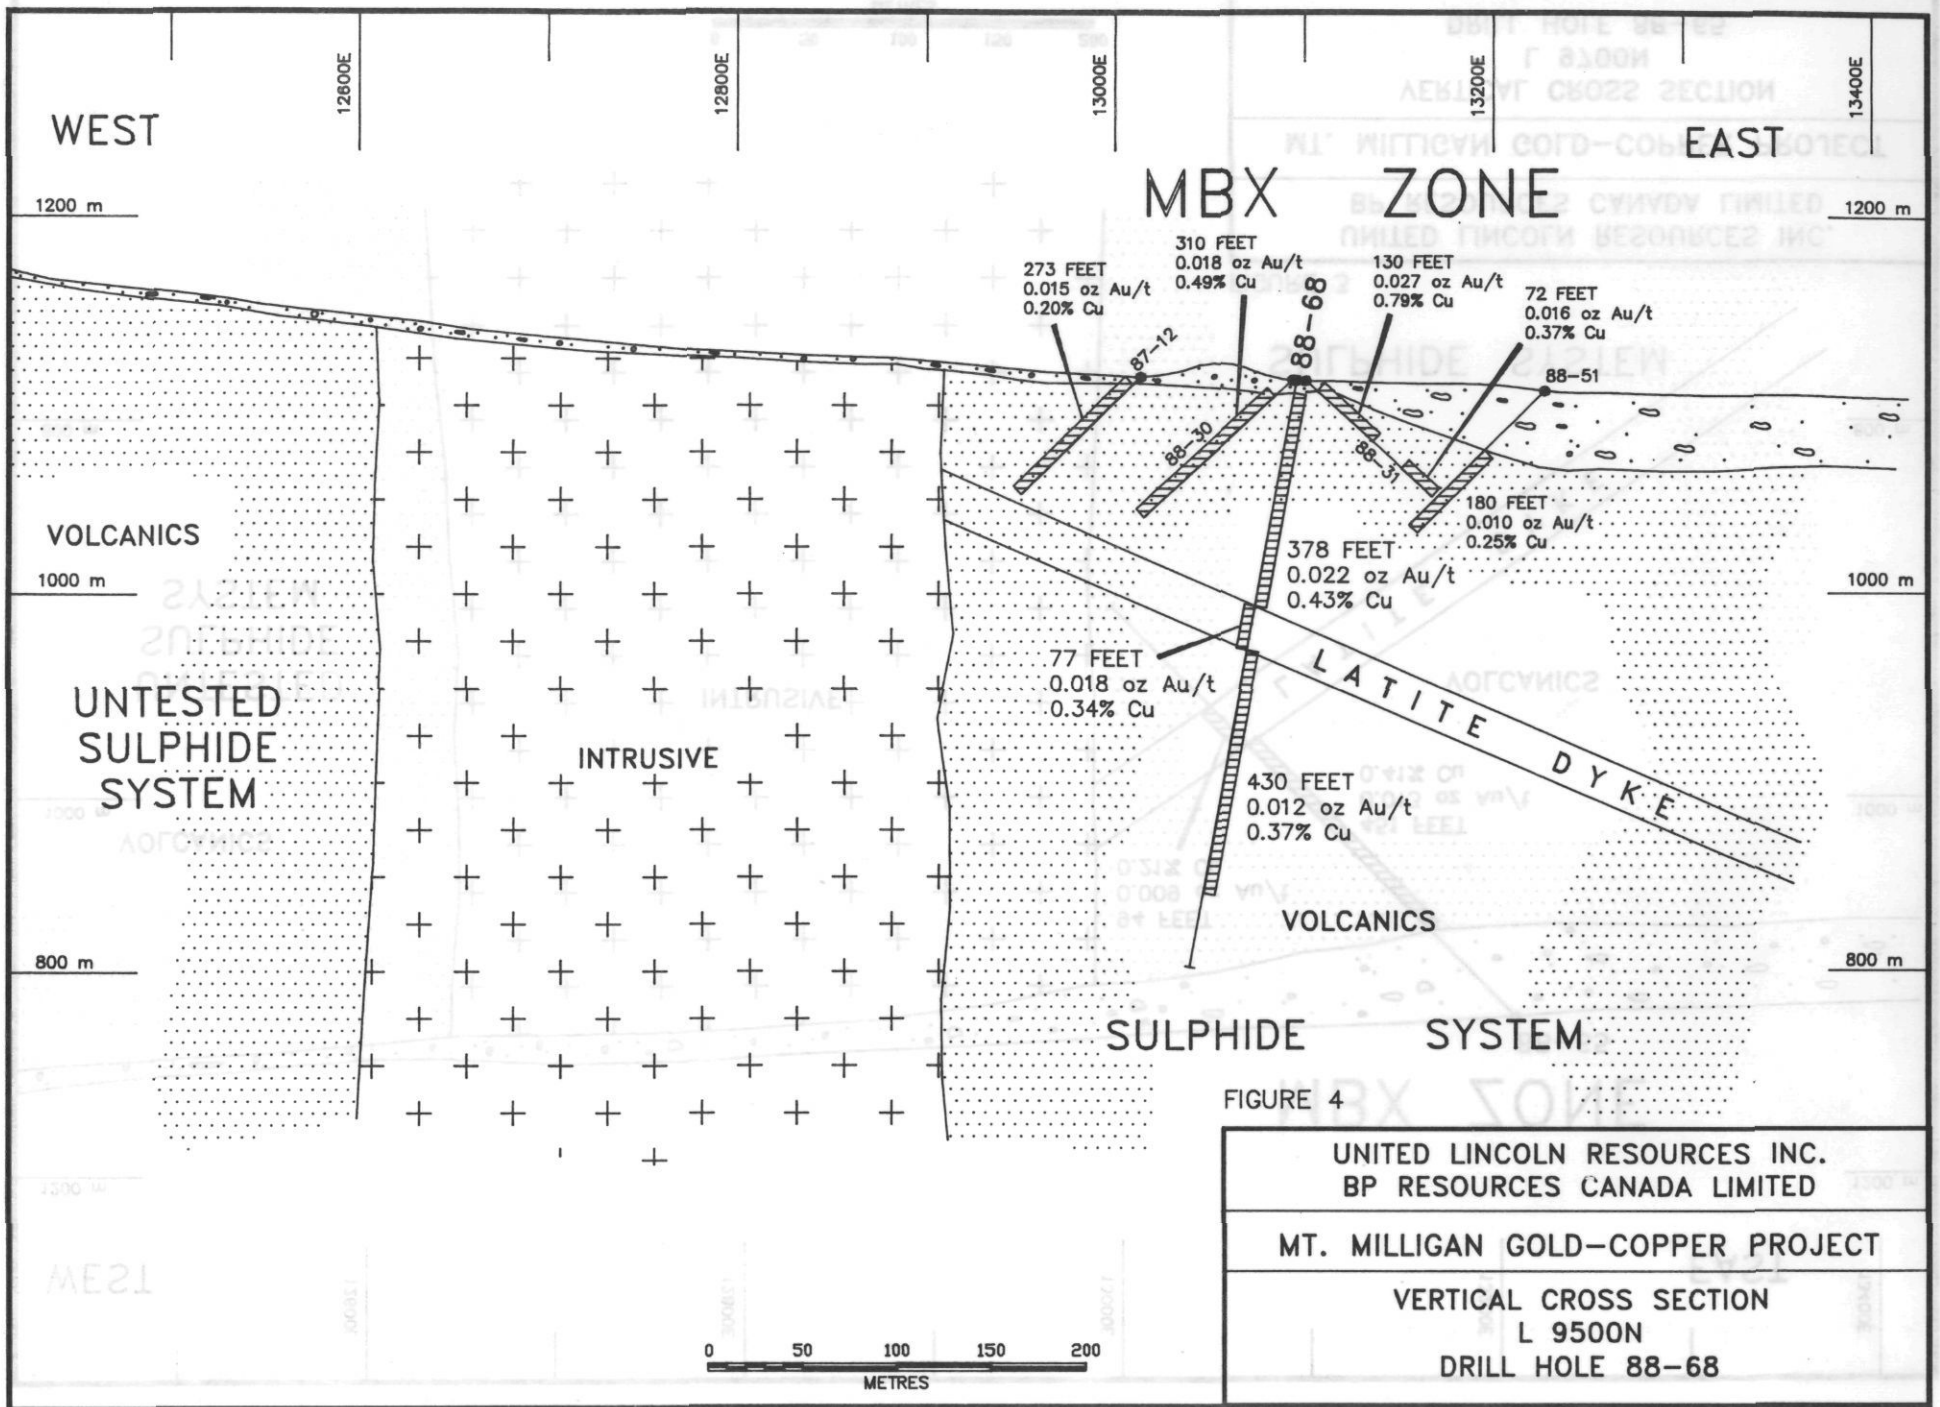 12600E
12800E
13000E
13200E
13400E
WEST
EAST
MBX ZONE
1200 m
1200 m
273 FEET
0.015 oz Au/t
0.20% Cu
310 FEET
0.018 oz Au/t
0.49% Cu
88-68
130 FEET
0.027 oz Au/t
0.79% Cu
72 FEET
0.016 oz Au/t
0.37% Cu
87-12
88-51
88-30
88-31
180 FEET
0.010 oz Au/t
0.25% Cu
VOLCANICS
1000 m
1000 m
378 FEET
0.022 oz Au/t
0.43% Cu
77 FEET
0.018 oz Au/t
0.34% Cu
LATITE DYKE
UNTESTED
SULPHIDE
SYSTEM
INTRUSIVE
430 FEET
0.012 oz Au/t
0.37% Cu
VOLCANICS
800 m
800 m
SULPHIDE SYSTEM
FIGURE 4
UNITED LINCOLN RESOURCES INC.
BP RESOURCES CANADA LIMITED
MT. MILLIGAN GOLD-COPPER PROJECT
VERTICAL CROSS SECTION
L 9500N
DRILL HOLE 88-68
0 50 100 150 200
METRES